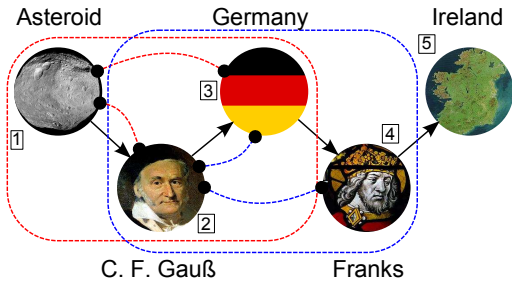 Asteroid
Germany
Ireland
1
3
5
2
4
C. F. Gauß
Franks